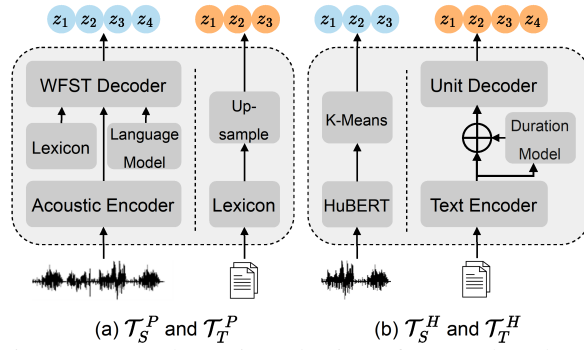 z₁ z₂ z₃ z₄
z₁ z₂ z₃
WFST Decoder
Lexicon
Language
Model
Acoustic Encoder
Up-
sample
Lexicon
(a) 𝒯_S^P and 𝒯_T^P
z₁ z₂ z₃
z₁ z₂ z₃ z₄
K-Means
HuBERT
Unit Decoder
Duration
Model
Text Encoder
(b) 𝒯_S^H and 𝒯_T^H